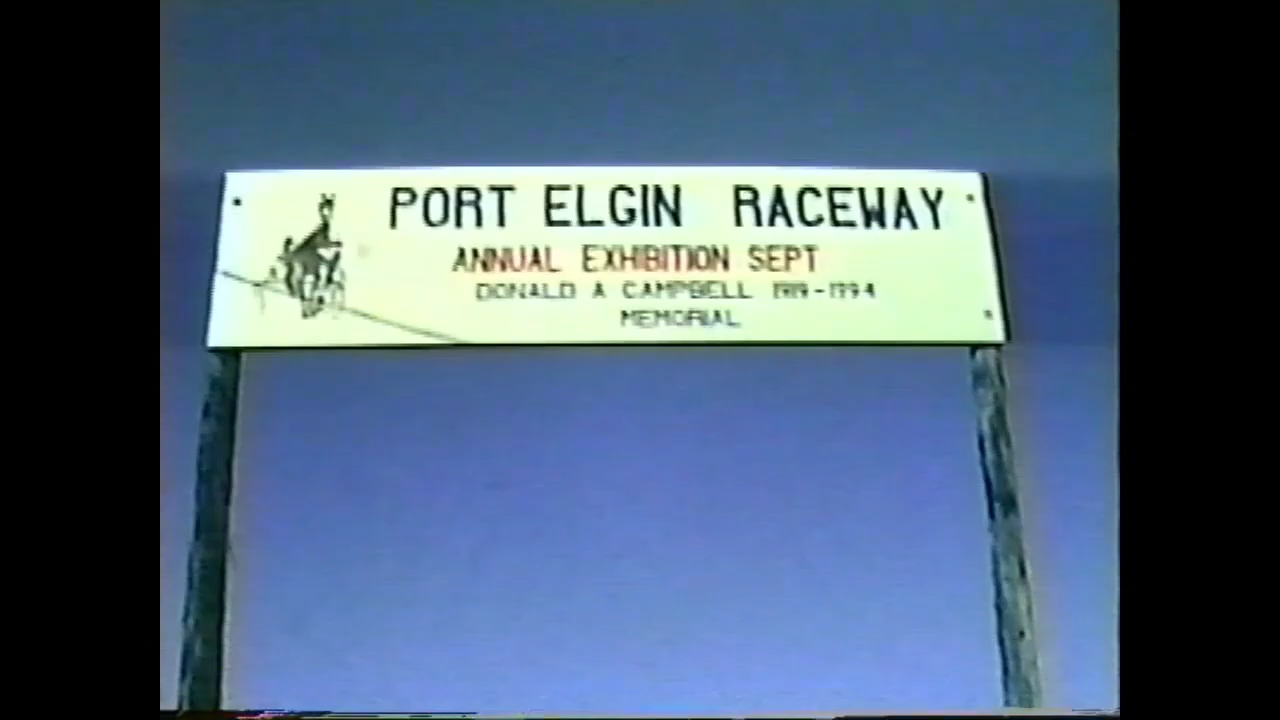 PORT ELGIN RACEWAY
ANNUAL EXHIBITION SEPT
DONALD A CAMPBELL 1919-1994
MEMORIAL